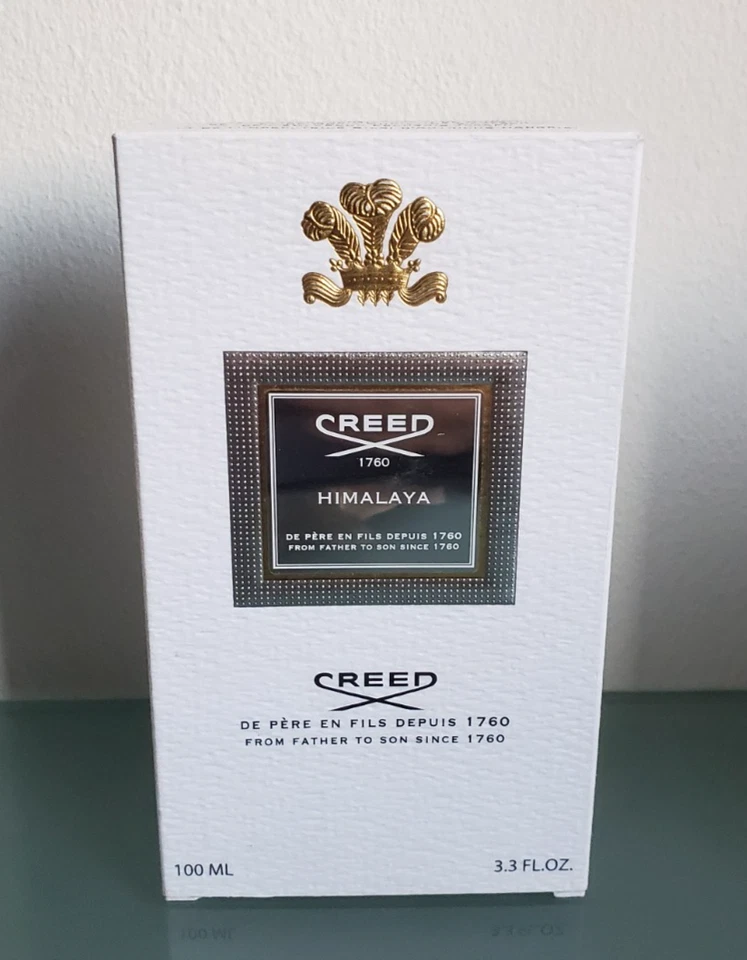 CREED
1760
HIMALAYA
DE PÈRE EN FILS DEPUIS 1760
FROM FATHER TO SON SINCE 1760
CREED
DE PÈRE EN FILS DEPUIS 1760
FROM FATHER TO SON SINCE 1760
100 ML
3.3 FL.OZ.